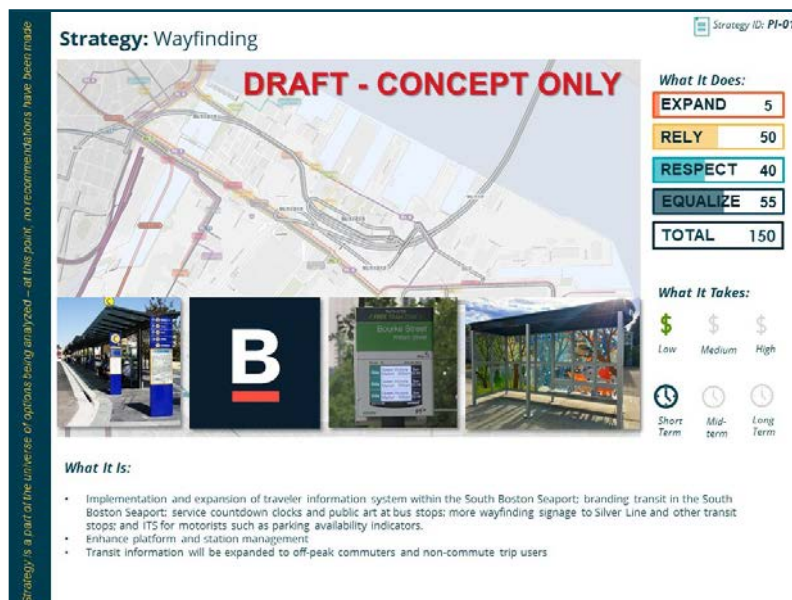 Strategy is a part of the universe of options being analyzed – at this point, no recommendations have been made
Strategy: Wayfinding
Strategy ID: PI-01
DRAFT - CONCEPT ONLY
What It Does:
EXPAND 5
RELY 50
RESPECT 40
EQUALIZE 55
TOTAL 150
What It Takes:
$ $ $
Low Medium High
Short Term
Mid-term
Long Term
B
Bourke Street
What It Is:
• Implementation and expansion of traveler information system within the South Boston Seaport; branding transit in the South
Boston Seaport; service countdown clocks and public art at bus stops; more wayfinding signage to Silver Line and other transit
stops; and ITS for motorists such as parking availability indicators.
• Enhance platform and station management
• Transit information will be expanded to off-peak commuters and non-commute trip users